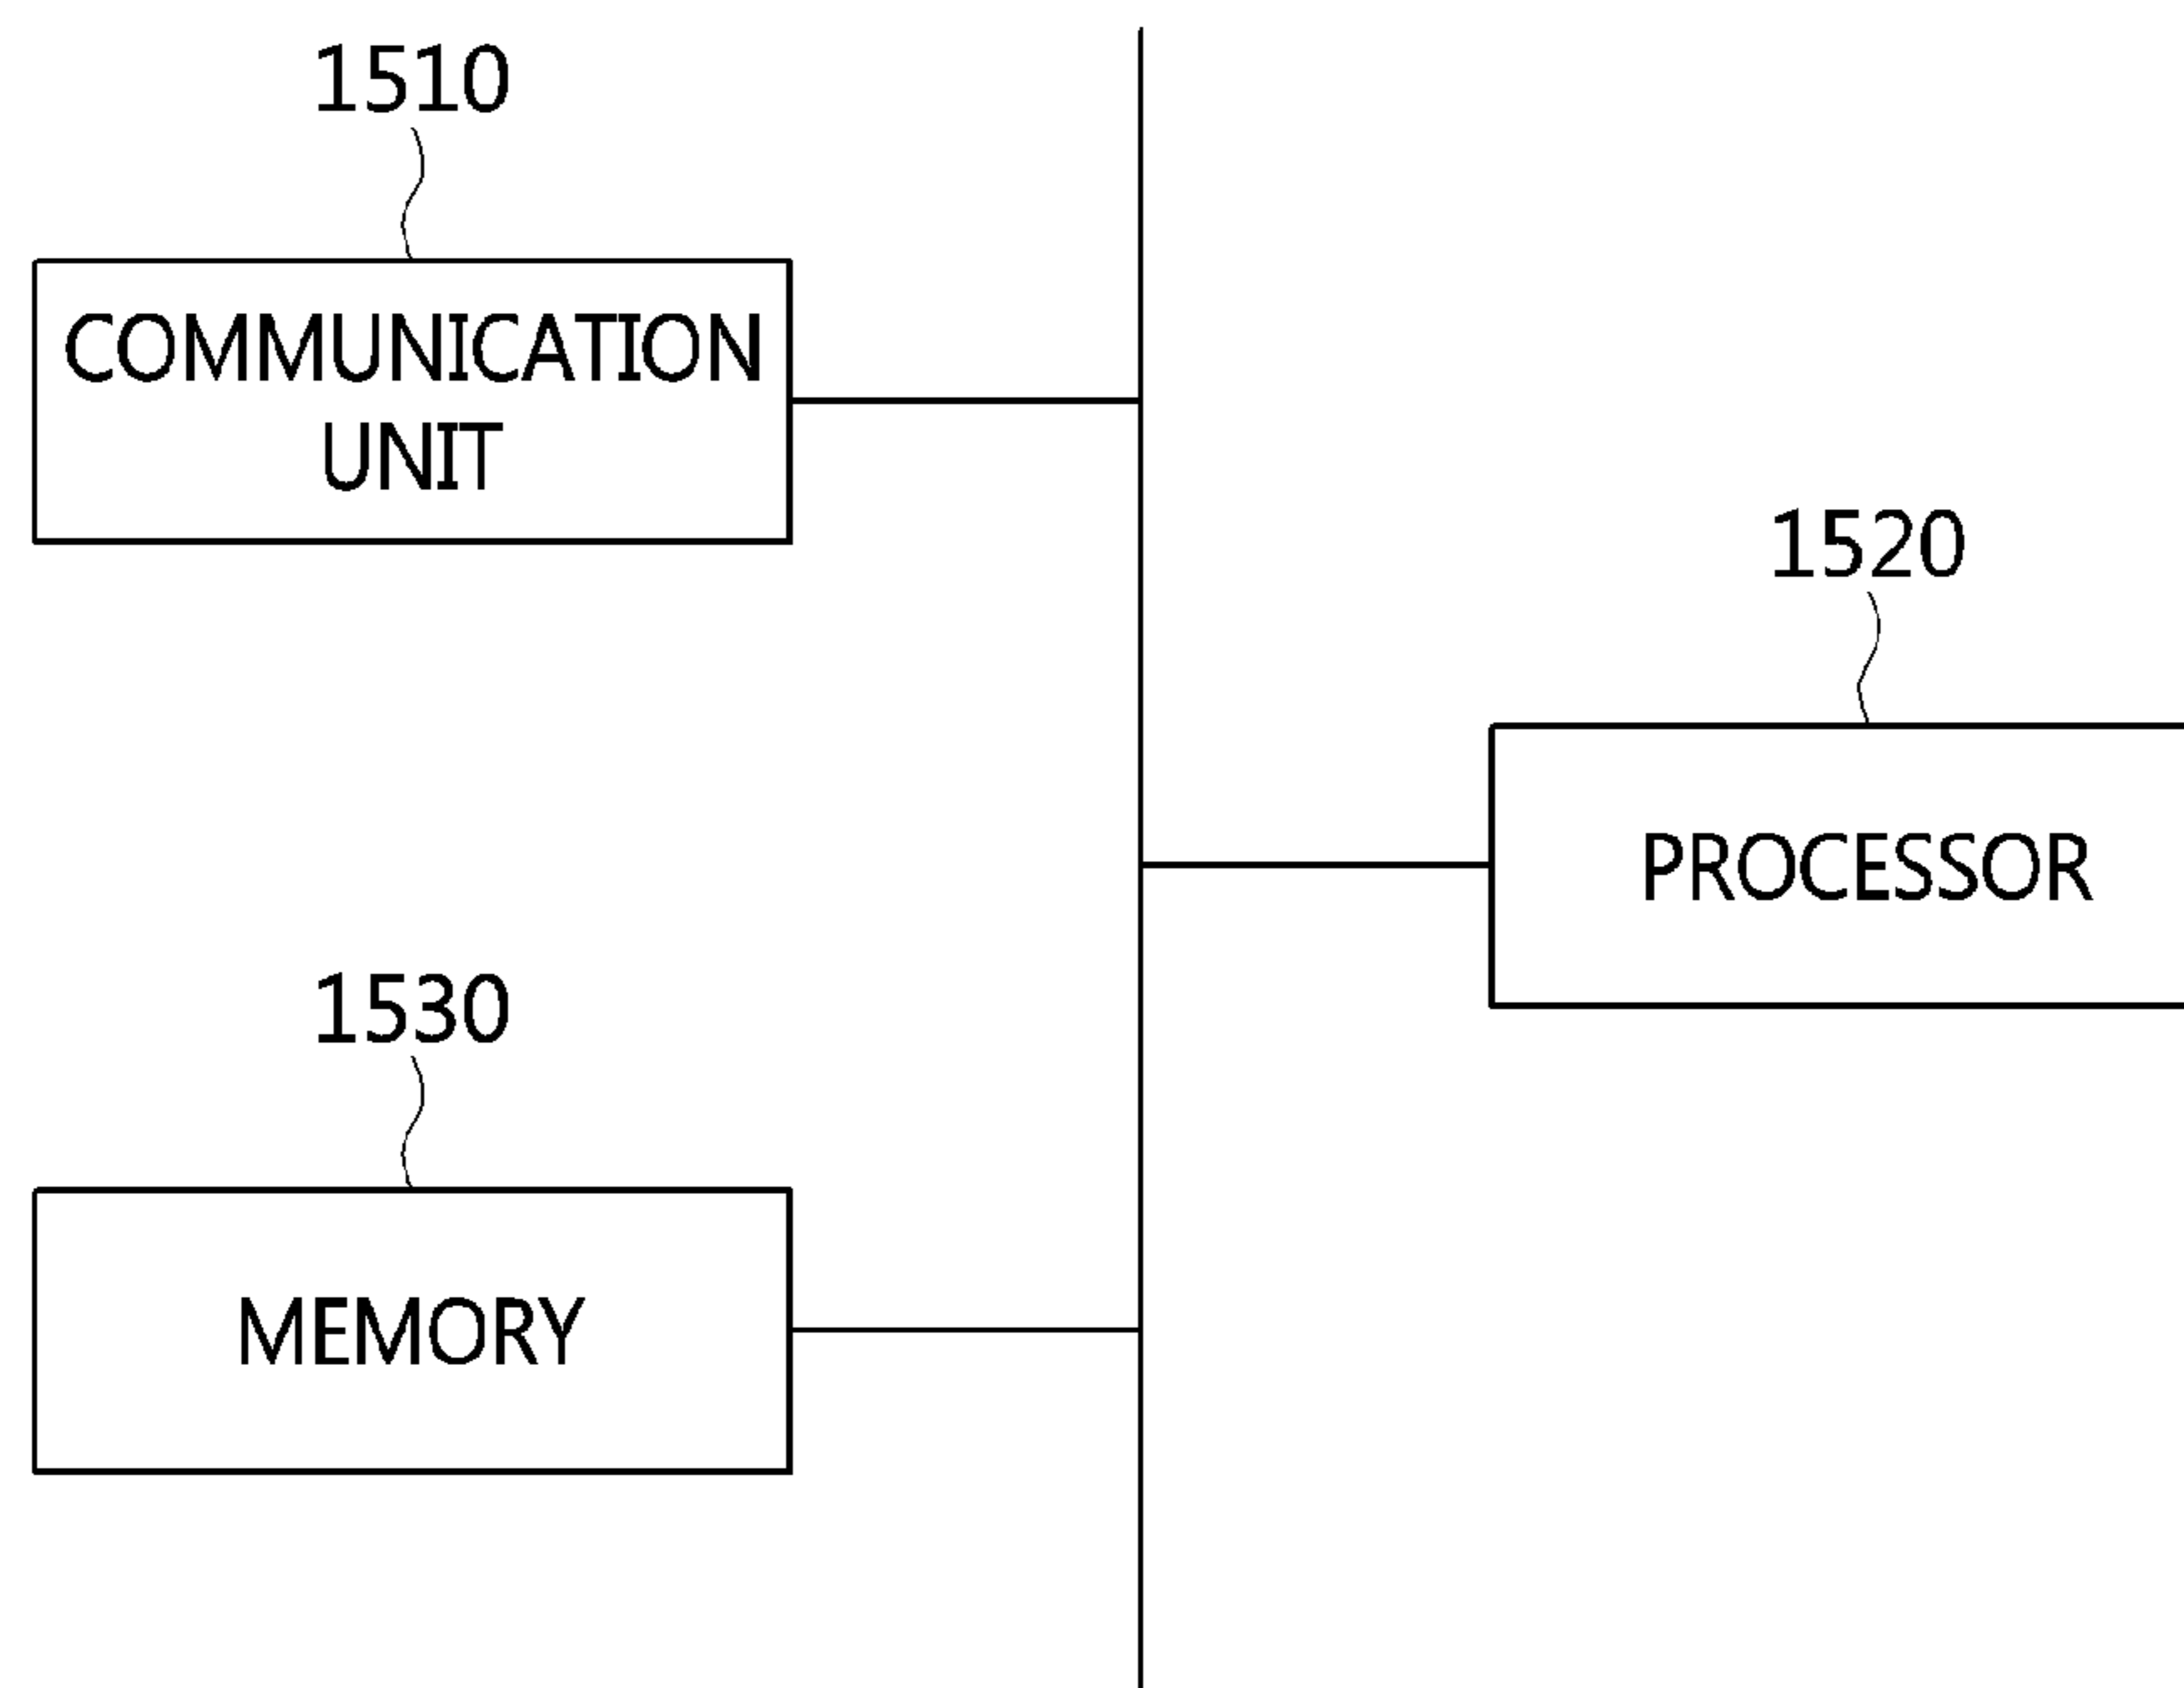 1510
COMMUNICATION
UNIT
1520
PROCESSOR
1530
MEMORY